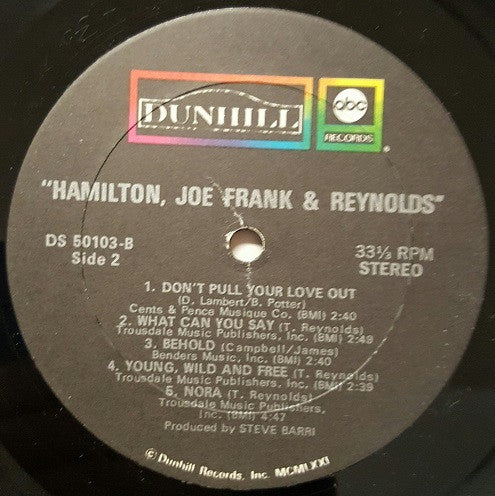 DUNHILL
abc
RECORDS
"HAMILTON, JOE FRANK & REYNOLDS"
DS 50103-B
Side 2
33⅓ RPM
STEREO
1. DON'T PULL YOUR LOVE OUT
(D. Lambert/B. Potter)
Cents & Pence Musique Co. (BMI) 2:40
2. WHAT CAN YOU SAY (T. Reynolds)
Trousdale Music Publishers, Inc. (BMI) 2:49
3. BEHOLD (Campbell/James)
Benders Music, Inc. (BMI) 2:40
4. YOUNG, WILD AND FREE (T. Reynolds)
Trousdale Music Publishers, Inc. (BMI) 2:39
5. NORA (T. Reynolds)
Trousdale Music Publishers,
Inc. (BMI) 4:47
Produced by STEVE BARRI
© Dunhill Records, Inc. MCMLXXI